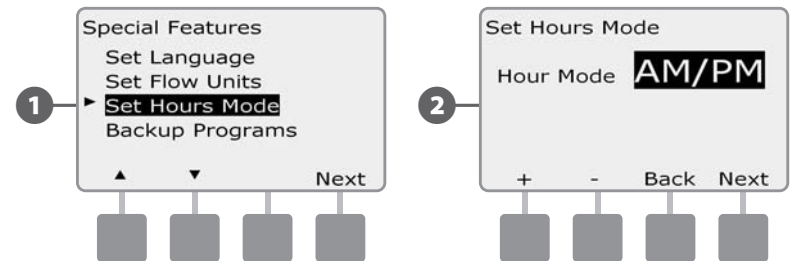 1
Special Features
Set Language
Set Flow Units
► Set Hours Mode
Backup Programs
▲ ▼ Next
2
Set Hours Mode
Hour Mode AM/PM
+ - Back Next